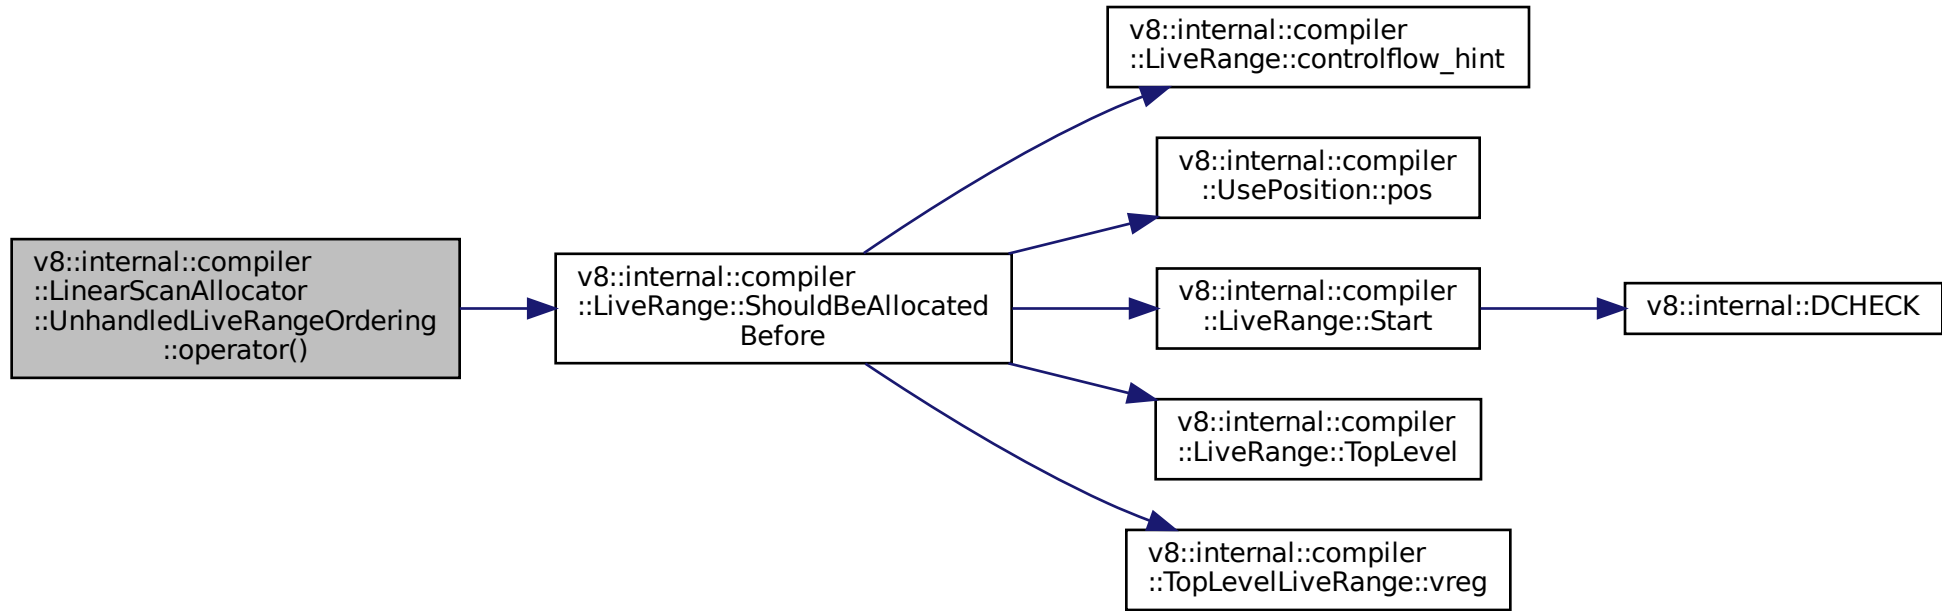 v8::internal::compiler
::LinearScanAllocator
::UnhandledLiveRangeOrdering
::operator()
v8::internal::compiler
::LiveRange::ShouldBeAllocated
Before
v8::internal::compiler
::LiveRange::controlflow_hint
v8::internal::compiler
::UsePosition::pos
v8::internal::compiler
::LiveRange::Start
v8::internal::compiler
::LiveRange::TopLevel
v8::internal::compiler
::TopLevelLiveRange::vreg
v8::internal::DCHECK